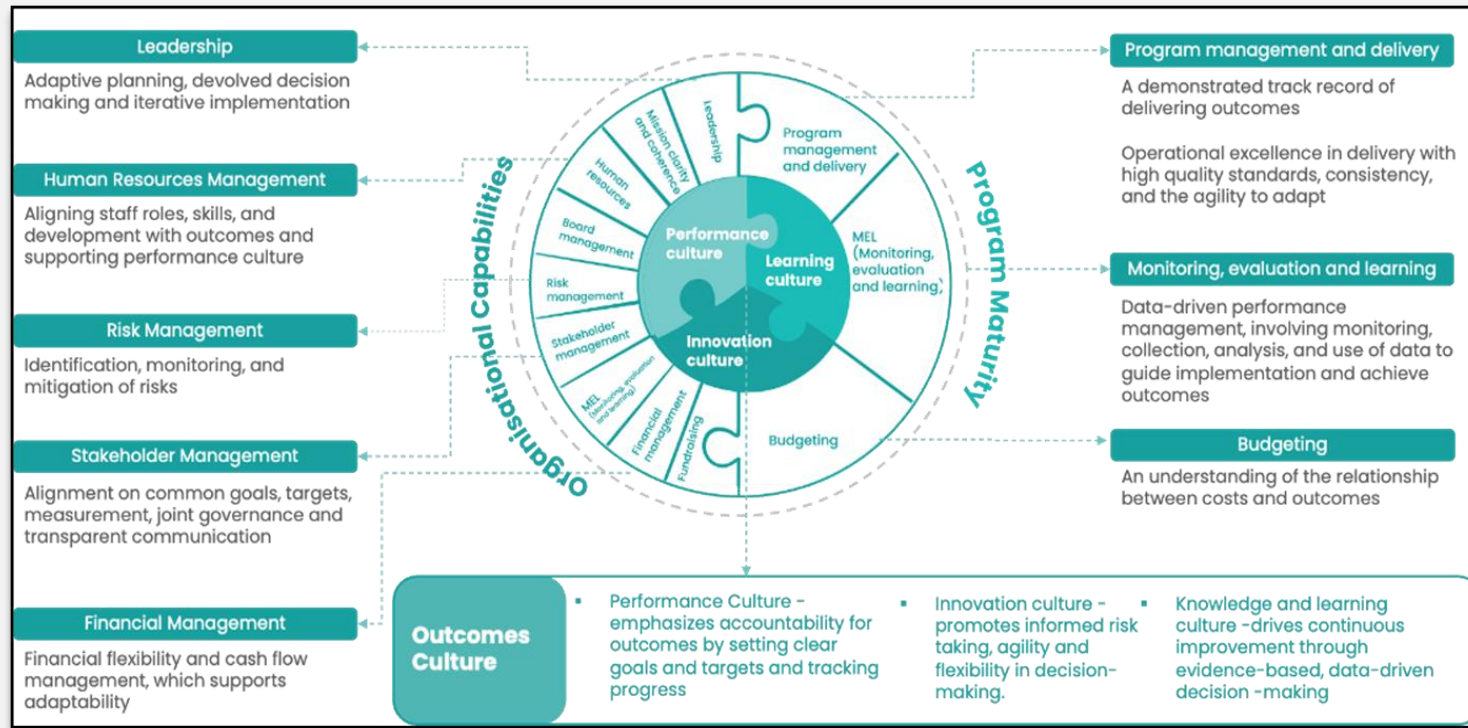 Leadership
Adaptive planning, devolved decision
making and iterative implementation
Human Resources Management
Aligning staff roles, skills, and
development with outcomes and
supporting performance culture
Risk Management
Identification, monitoring, and
mitigation of risks
Stakeholder Management
Alignment on common goals, targets,
measurement, joint governance and
transparent communication
Financial Management
Financial flexibility and cash flow
management, which supports
adaptability
Organisational Capabilities
Leadership
Mission clarity
and coherence
Human
resources
Board
management
Risk
management
Stakeholder
management
MEL
(Monitoring, evaluation
and learning)
Financial
management
Fundraising
Performance
culture
Learning
culture
Innovation
culture
Program
management
and delivery
MEL
(Monitoring,
evaluation
and learning)
Budgeting
Program Maturity
Program management and delivery
A demonstrated track record of
delivering outcomes
Operational excellence in delivery with
high quality standards, consistency,
and the agility to adapt
Monitoring, evaluation and learning
Data-driven performance
management, involving monitoring,
collection, analysis, and use of data to
guide implementation and achieve
outcomes
Budgeting
An understanding of the relationship
between costs and outcomes
Outcomes
Culture
▪ Performance Culture -
emphasizes accountability for
outcomes by setting clear
goals and targets and tracking
progress
▪ Innovation culture -
promotes informed risk
taking, agility and
flexibility in decision-
making.
▪ Knowledge and learning
culture -drives continuous
improvement through
evidence-based, data-driven
decision -making